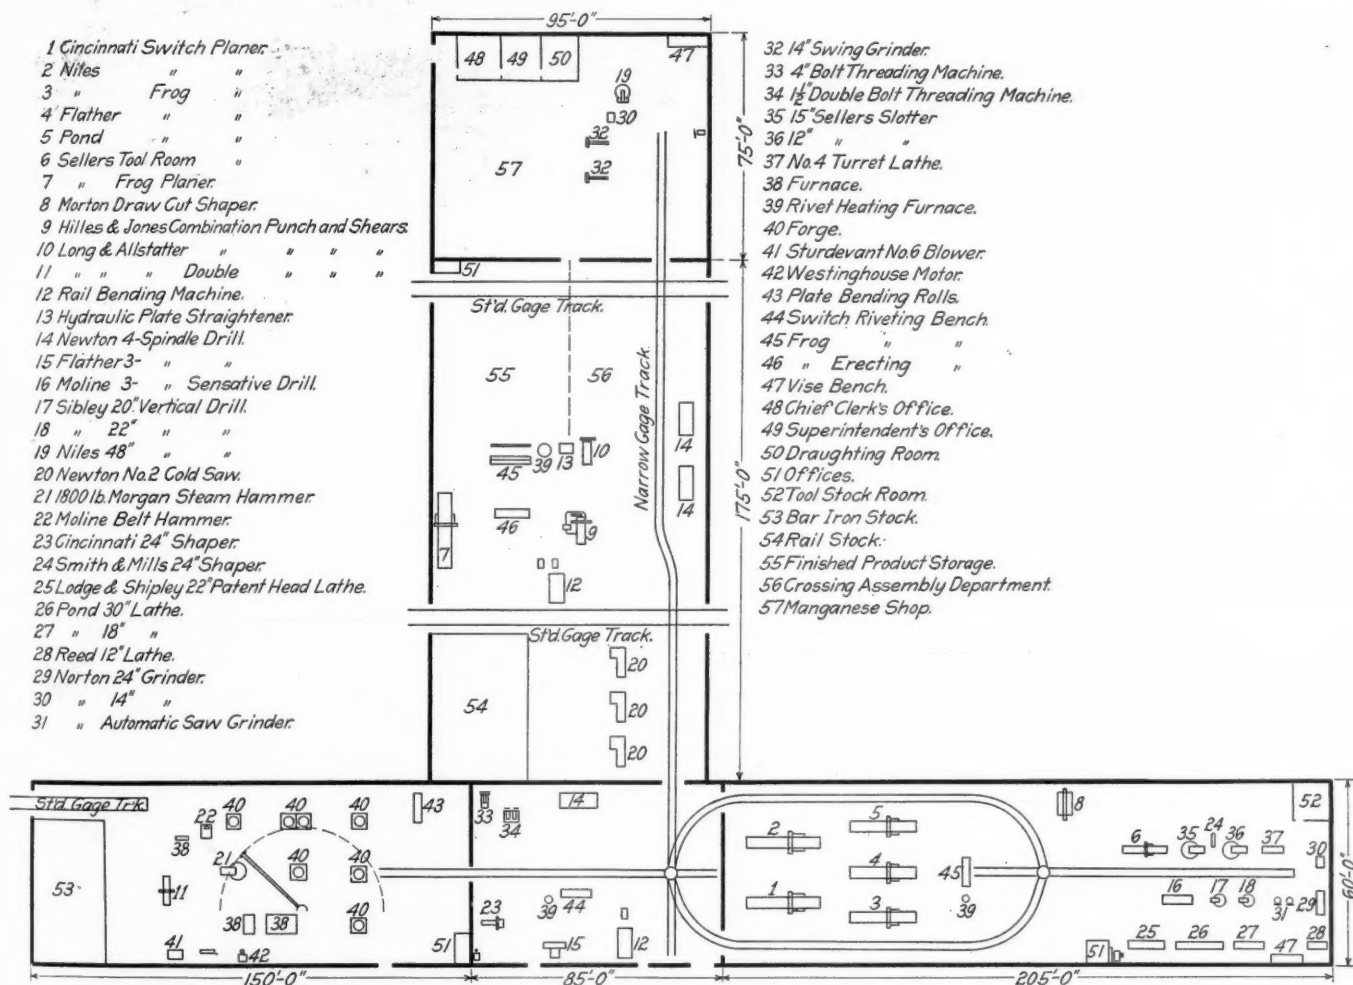 1 Cincinnati Switch Planer.
2 Niles " "
3 " Frog "
4 Flather " "
5 Pond " "
6 Sellers Tool Room "
7 " Frog Planer.
8 Morton Draw Cut Shaper.
9 Hilles & Jones Combination Punch and Shears.
10 Long & Allstatter " " " "
11 " " " Double " " "
12 Rail Bending Machine.
13 Hydraulic Plate Straightener.
14 Newton 4-Spindle Drill.
15 Flather 3- " "
16 Moline 3- " Sensative Drill.
17 Sibley 20" Vertical Drill.
18 " 22" " "
19 Niles 48" " "
20 Newton No.2 Cold Saw.
21 1800 lb. Morgan Steam Hammer.
22 Moline Belt Hammer.
23 Cincinnati 24" Shaper.
24 Smith & Mills 24" Shaper.
25 Lodge & Shipley 22" Patent Head Lathe.
26 Pond 30" Lathe.
27 " 18" "
28 Reed 12" Lathe.
29 Norton 24" Grinder.
30 " 14" "
31 " Automatic Saw Grinder.
32 14" Swing Grinder.
33 4" Bolt Threading Machine.
34 1½" Double Bolt Threading Machine.
35 15" Sellers Slotter
36 12" " "
37 No.4 Turret Lathe.
38 Furnace.
39 Rivet Heating Furnace.
40 Forge.
41 Sturdevant No.6 Blower.
42 Westinghouse Motor.
43 Plate Bending Rolls.
44 Switch Riveting Bench.
45 Frog " "
46 " Erecting "
47 Vise Bench.
48 Chief Clerk's Office.
49 Superintendent's Office.
50 Draughting Room.
51 Offices.
52 Tool Stock Room.
53 Bar Iron Stock.
54 Rail Stock.
55 Finished Product Storage.
56 Crossing Assembly Department.
57 Manganese Shop.
95'-0"
48 49 50 47
19
30
32
57 32
75'-0"
51
St'd. Gage Track.
55 56
Narrow Gage Track.
175'-0"
14
45 39 13 10
14
7 46 9
12
St'd. Gage Track.
54
20
20
20
St'd. Gage Trk.
40 40 40 43
22
38
21 40 40
53
11
38 38 40
41 42
51
33 34 14
23 39 44
15 12
2 5
4
1 3
45
39
8
52
6 35 24 36 37
30
16 17 18 31 29
51 25 26 27 47 28
60'-0"
150'-0" 85'-0" 205'-0"